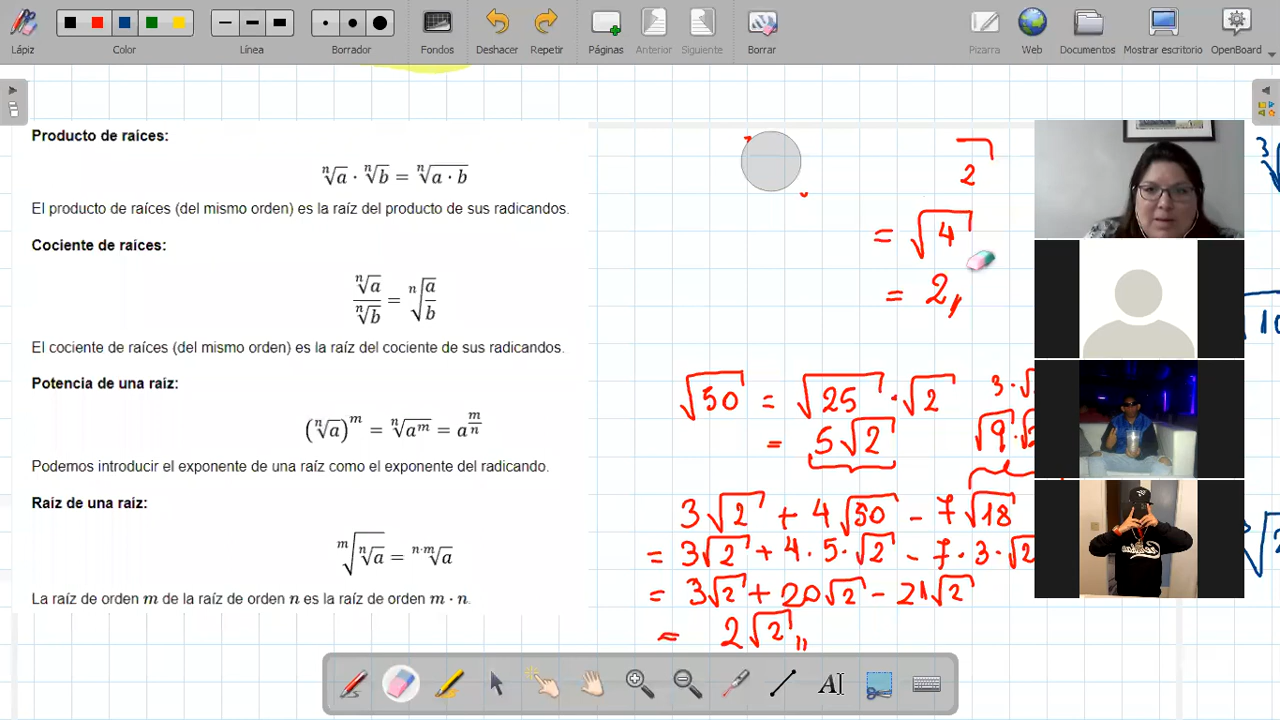 Lápiz Color Línea Borrador Fondos Deshacer Repetir Páginas Anterior Siguiente Borrar Pizarra Web Documentos Mostrar escritorio OpenBoard
Producto de raíces:
ⁿ√a · ⁿ√b = ⁿ√(a · b)
El producto de raíces (del mismo orden) es la raíz del producto de sus radicandos.
Cociente de raíces:
ⁿ√a / ⁿ√b = ⁿ√(a/b)
El cociente de raíces (del mismo orden) es la raíz del cociente de sus radicandos.
Potencia de una raíz:
(ⁿ√a)^m = ⁿ√(a^m) = a^(m/n)
Podemos introducir el exponente de una raíz como el exponente del radicando.
Raíz de una raíz:
ᵐ√(ⁿ√a) = ⁿ·ᵐ√a
La raíz de orden m de la raíz de orden n es la raíz de orden m · n.
2
= √4
= 2
√50 = √25 · √2
= 5√2
3 · √
√9 ·
3√2 + 4√50 - 7√18
= 3√2 + 4 · 5 · √2 - 7 · 3 · √2
= 3√2 + 20√2 - 21√2
= 2√2